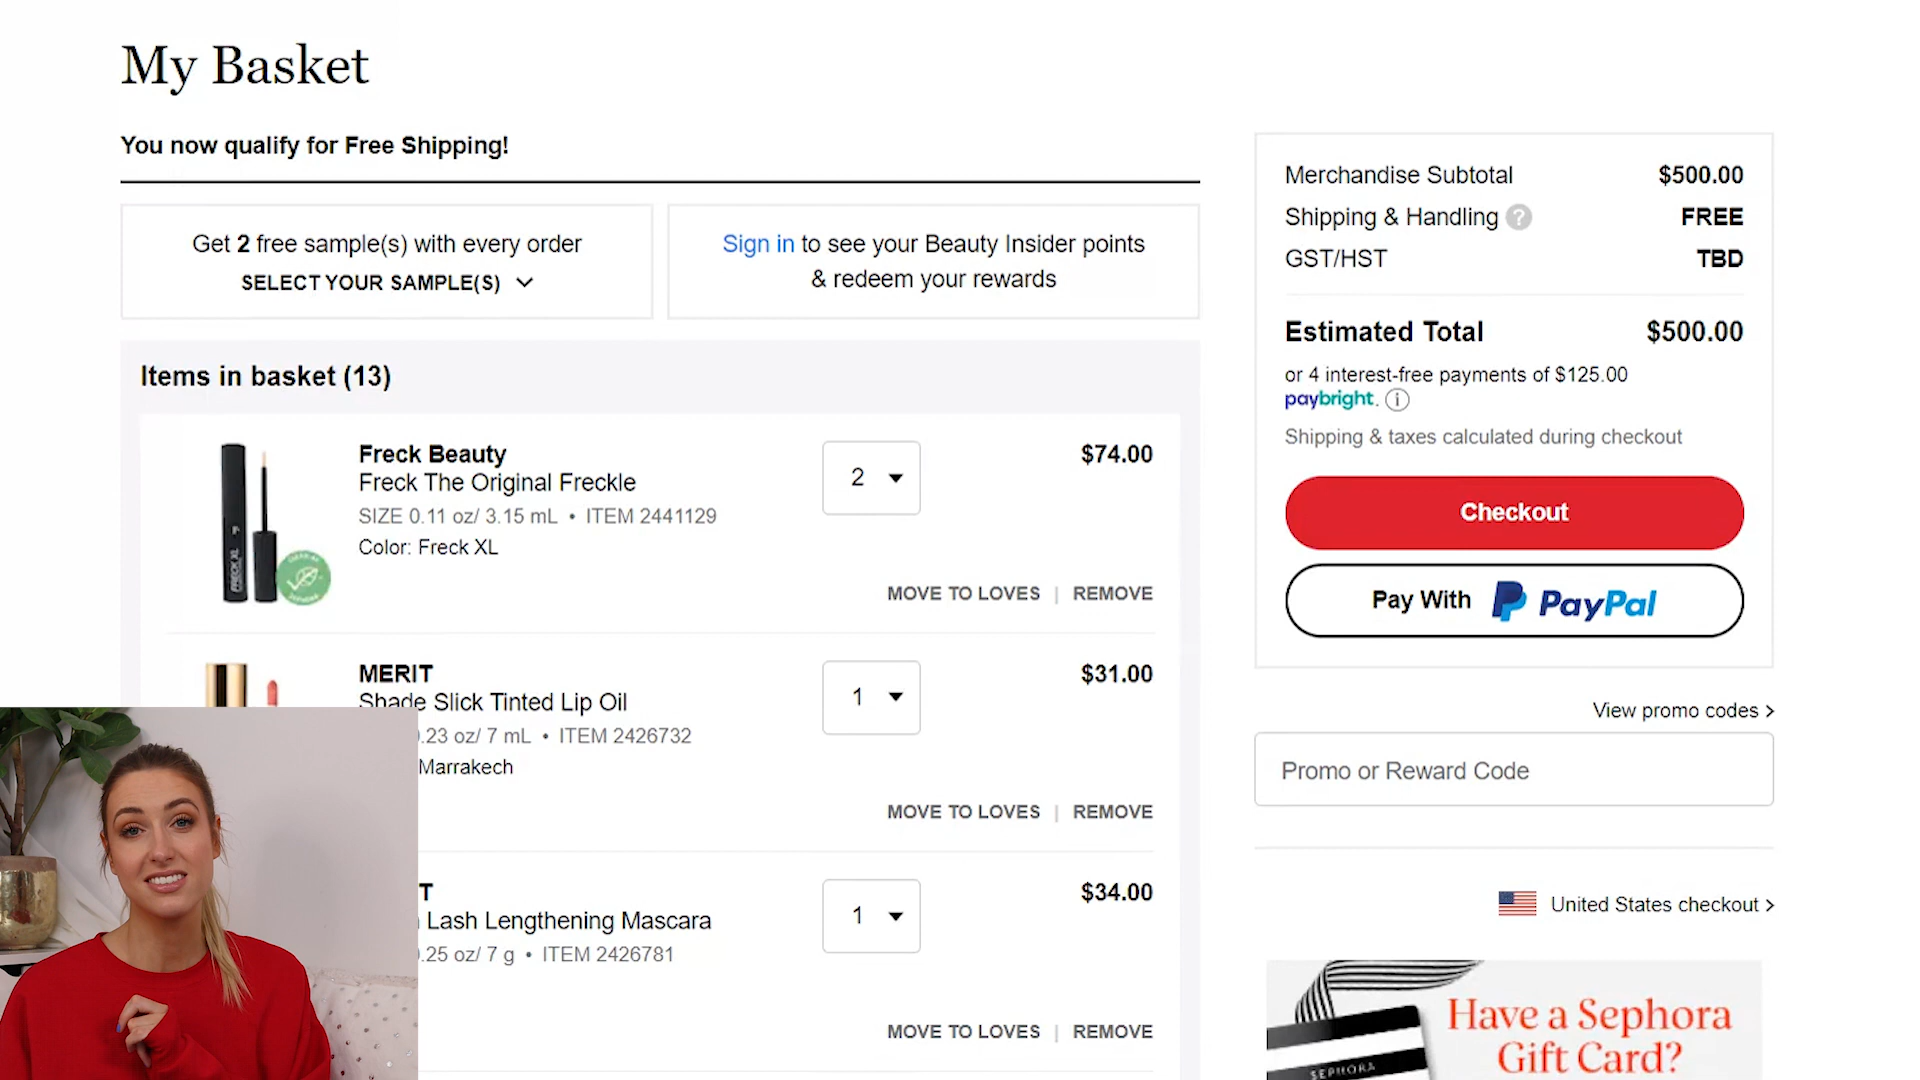 My Basket
You now qualify for Free Shipping!
Get 2 free sample(s) with every order
SELECT YOUR SAMPLE(S)
Sign in to see your Beauty Insider points
& redeem your rewards
Items in basket (13)
Freck Beauty
Freck The Original Freckle
SIZE 0.11 oz/ 3.15 mL • ITEM 2441129
Color: Freck XL
2
$74.00
MOVE TO LOVES | REMOVE
FRECK XL
MERIT
Shade Slick Tinted Lip Oil
.23 oz/ 7 mL • ITEM 2426732
Marrakech
1
$31.00
MOVE TO LOVES | REMOVE
T
Lash Lengthening Mascara
.25 oz/ 7 g • ITEM 2426781
1
$34.00
MOVE TO LOVES | REMOVE
Merchandise Subtotal $500.00
Shipping & Handling ? FREE
GST/HST TBD
Estimated Total $500.00
or 4 interest-free payments of $125.00
paybright.
Shipping & taxes calculated during checkout
Checkout
Pay With PayPal
View promo codes >
Promo or Reward Code
United States checkout >
Have a Sephora
Gift Card?
SEPHORA